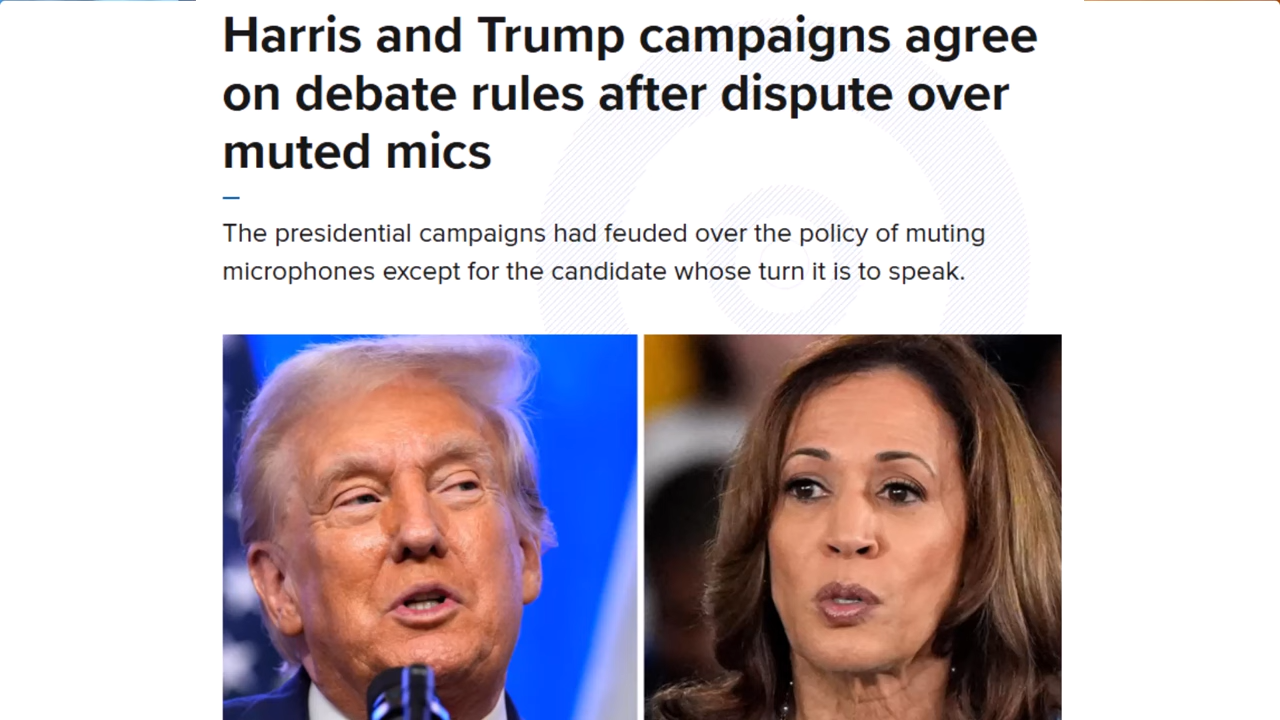 Harris and Trump campaigns agree
on debate rules after dispute over
muted mics
The presidential campaigns had feuded over the policy of muting
microphones except for the candidate whose turn it is to speak.